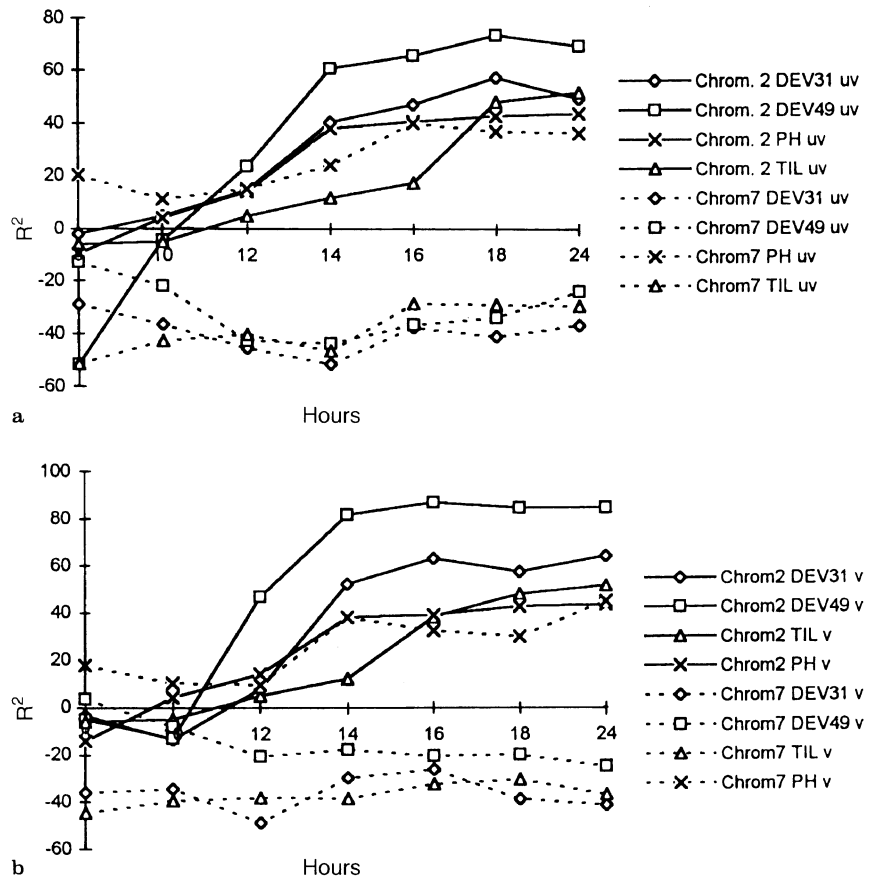 80
60
40
20
0
-20
-40
-60
R²
10 12 14 16 18 24
Hours
a
Chrom. 2 DEV31 uv
Chrom. 2 DEV49 uv
Chrom. 2 PH uv
Chrom. 2 TIL uv
Chrom7 DEV31 uv
Chrom7 DEV49 uv
Chrom7 PH uv
Chrom7 TIL uv
100
80
60
40
20
0
-20
-40
-60
R²
12 14 16 18 24
Hours
b
Chrom2 DEV31 v
Chrom2 DEV49 v
Chrom2 TIL v
Chrom2 PH v
Chrom7 DEV31 v
Chrom7 DEV49 v
Chrom7 TIL v
Chrom7 PH v